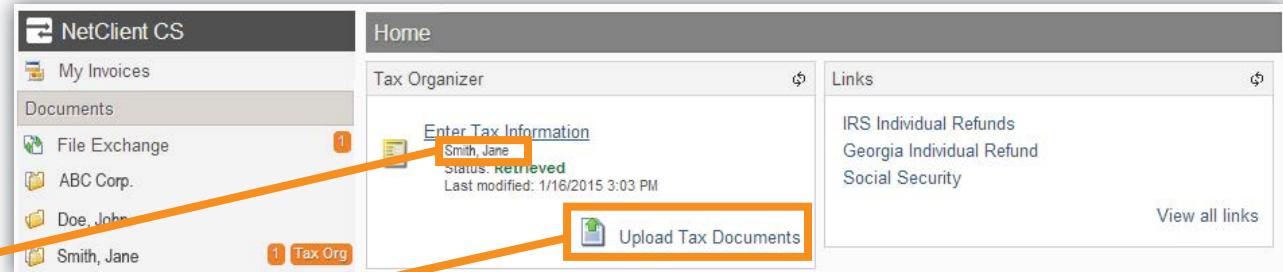 NetClient CS
My Invoices
Documents
File Exchange 1
ABC Corp.
Doe, John
Smith, Jane 1 Tax Org
Home
Tax Organizer
Enter Tax Information
Smith, Jane
Status: Retrieved
Last modified: 1/16/2015 3:03 PM
Upload Tax Documents
Links
IRS Individual Refunds
Georgia Individual Refund
Social Security
View all links